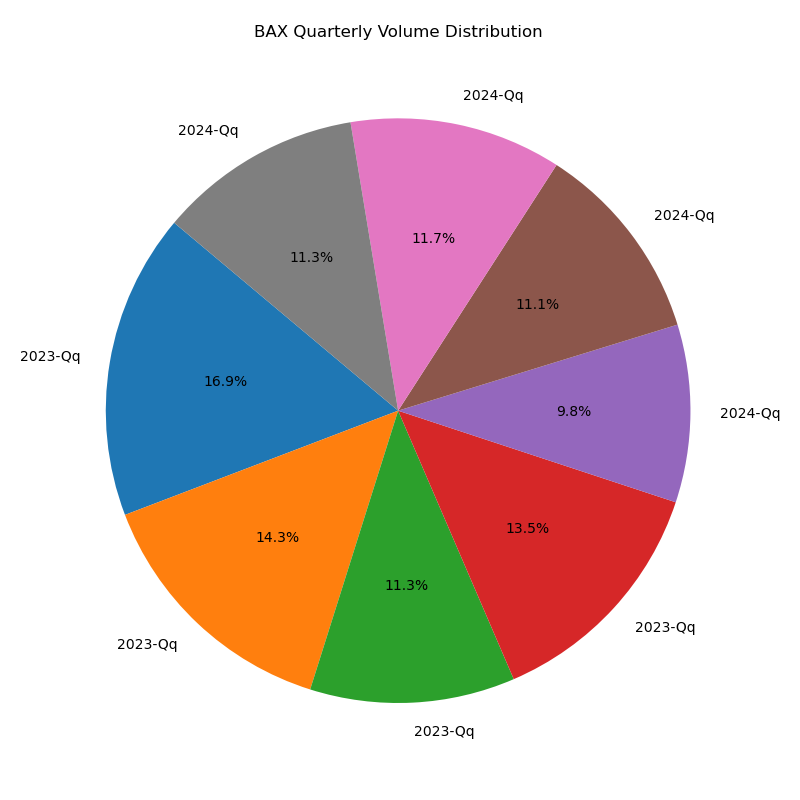 BAX Quarterly Volume Distribution
2024-Qq
2024-Qq
2024-Qq
11.7%
11.3%
11.1%
2023-Qq
16.9%
9.8%
2024-Qq
13.5%
14.3%
11.3%
2023-Qq
2023-Qq
2023-Qq